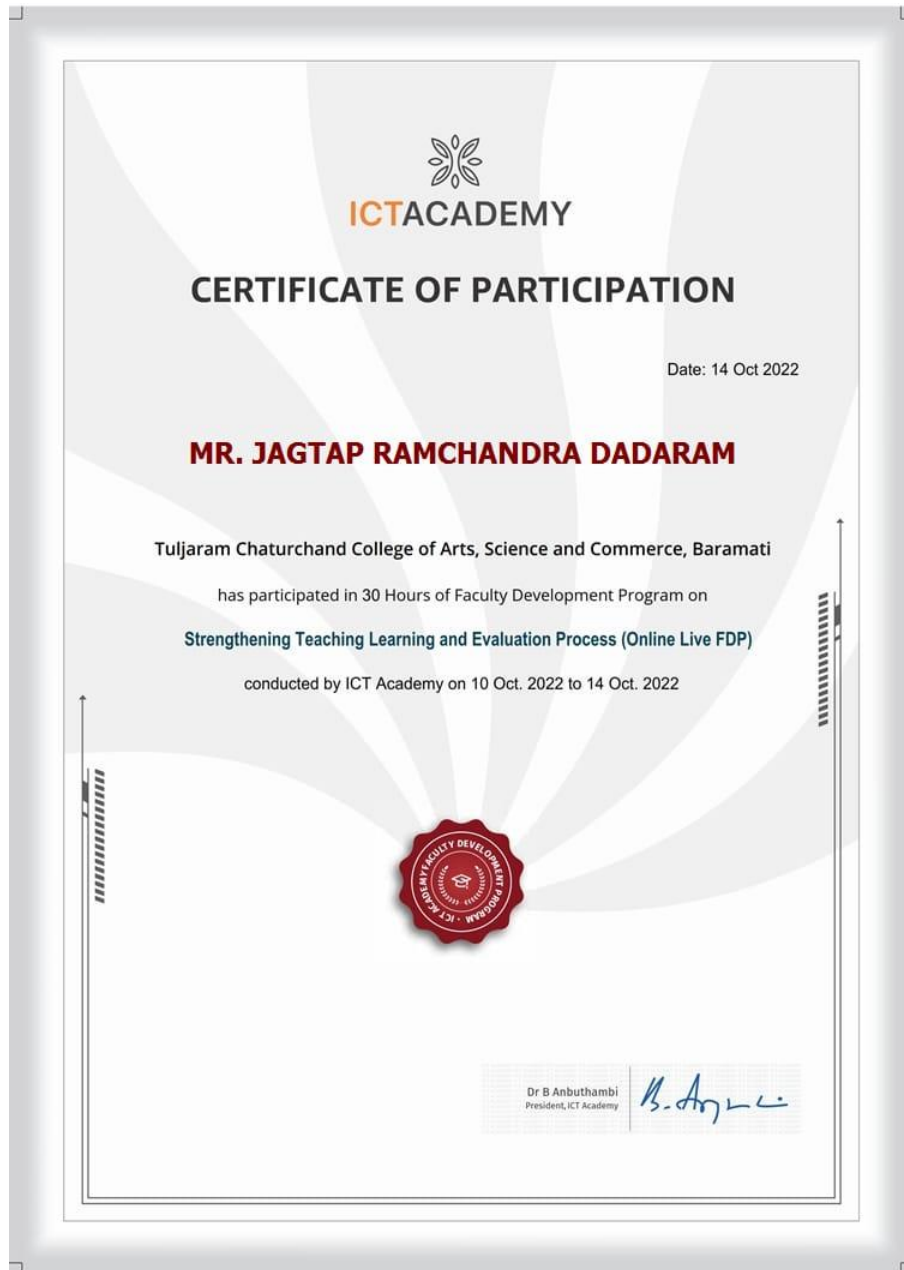 ICTACADEMY
CERTIFICATE OF PARTICIPATION
Date: 14 Oct 2022
MR. JAGTAP RAMCHANDRA DADARAM
Tuljaram Chaturchand College of Arts, Science and Commerce, Baramati
has participated in 30 Hours of Faculty Development Program on
Strengthening Teaching Learning and Evaluation Process (Online Live FDP)
conducted by ICT Academy on 10 Oct. 2022 to 14 Oct. 2022
ICT ACADEMY FACULTY DEVELOPMENT PROGRAM •
Dr B Anbuthambi
President, ICT Academy